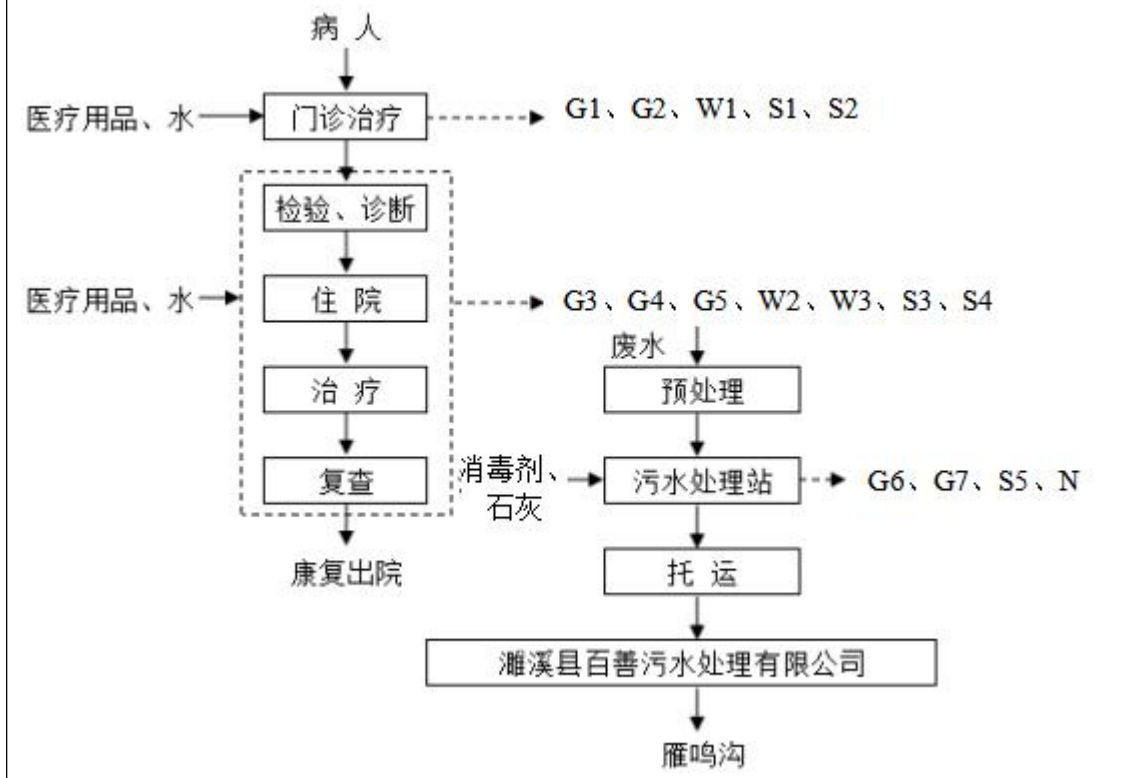 病 人
医疗用品、水
门诊治疗
G1、G2、W1、S1、S2
检验、诊断
医疗用品、水
住 院
G3、G4、G5、W2、W3、S3、S4
废水
治 疗
预处理
复查
消毒剂、
石灰
污水处理站
G6、G7、S5、N
康复出院
托 运
濉溪县百善污水处理有限公司
雁鸣沟